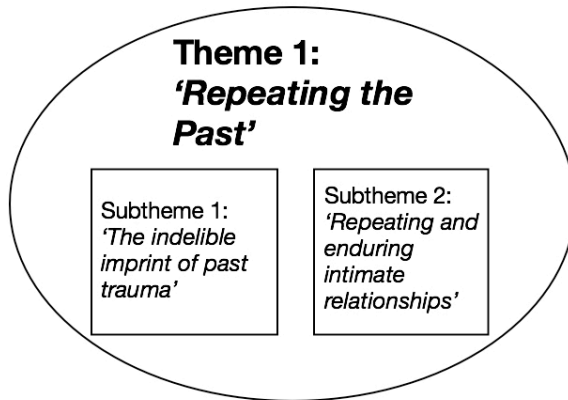 Theme 1:
‘Repeating the
Past’
Subtheme 1:
‘The indelible
imprint of past
trauma’
Subtheme 2:
‘Repeating and
enduring
intimate
relationships’